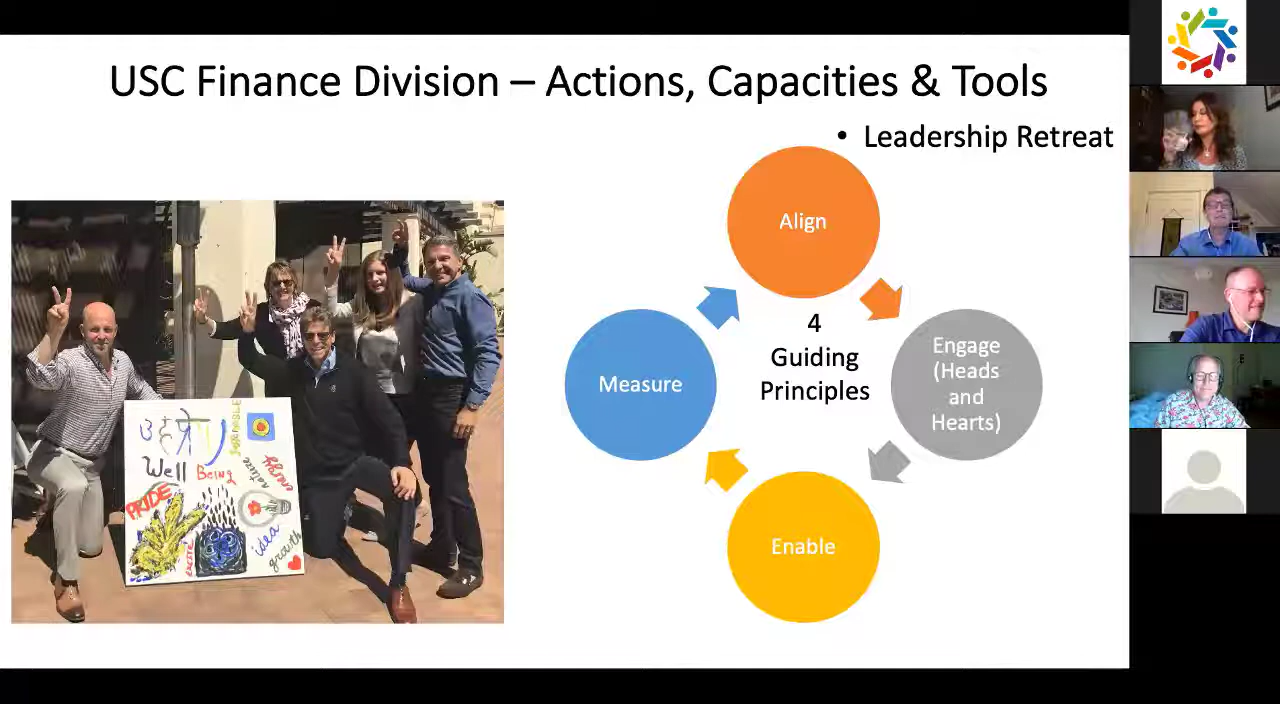 USC Finance Division – Actions, Capacities & Tools
• Leadership Retreat
Align
4
Guiding
Principles
Engage
(Heads
and
Hearts)
Measure
Enable
Well Being
PRIDE
nature
idea
growth